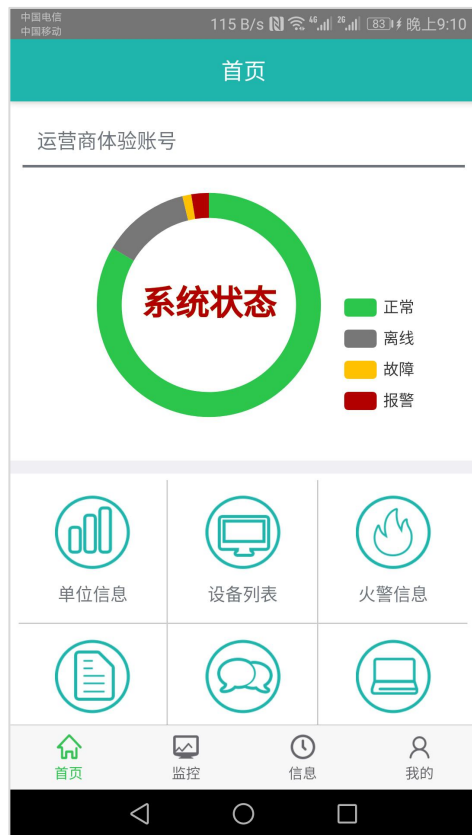 中国电信
中国移动
115 B/s 4G 2G 83 晚上9:10
首页
运营商体验账号
系统状态
正常
离线
故障
报警
单位信息 设备列表 火警信息
首页 监控 信息 我的